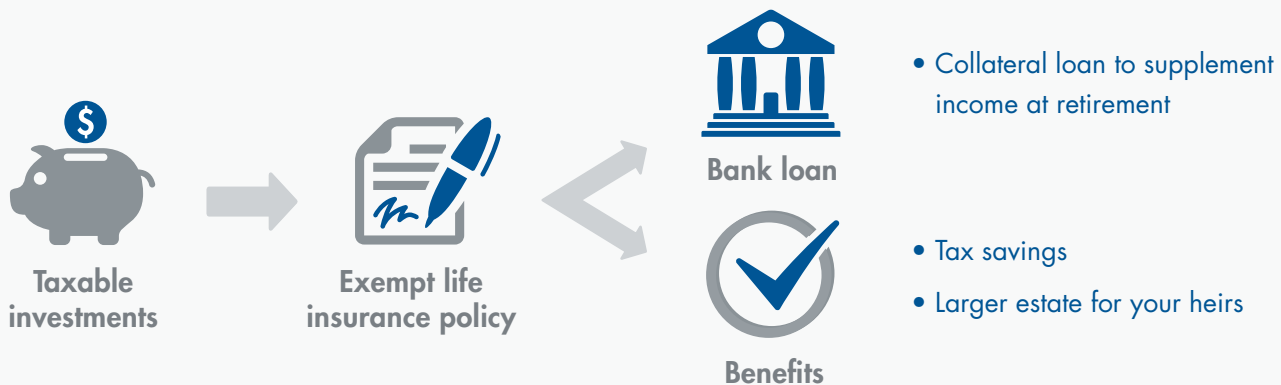 $
Taxable
investments
Exempt life
insurance policy
Bank loan
• Collateral loan to supplement
income at retirement
Benefits
• Tax savings
• Larger estate for your heirs